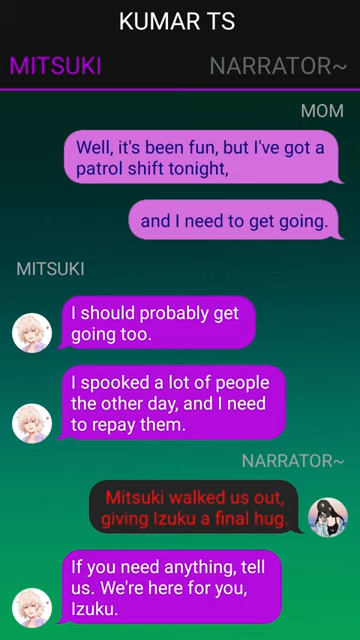 KUMAR TS
MITSUKI
NARRATOR~
MOM
Well, it's been fun, but I've got a
patrol shift tonight,
and I need to get going.
MITSUKI
I should probably get
going too.
I spooked a lot of people
the other day, and I need
to repay them.
NARRATOR~
Mitsuki walked us out,
giving Izuku a final hug.
If you need anything, tell
us. We're here for you,
Izuku.